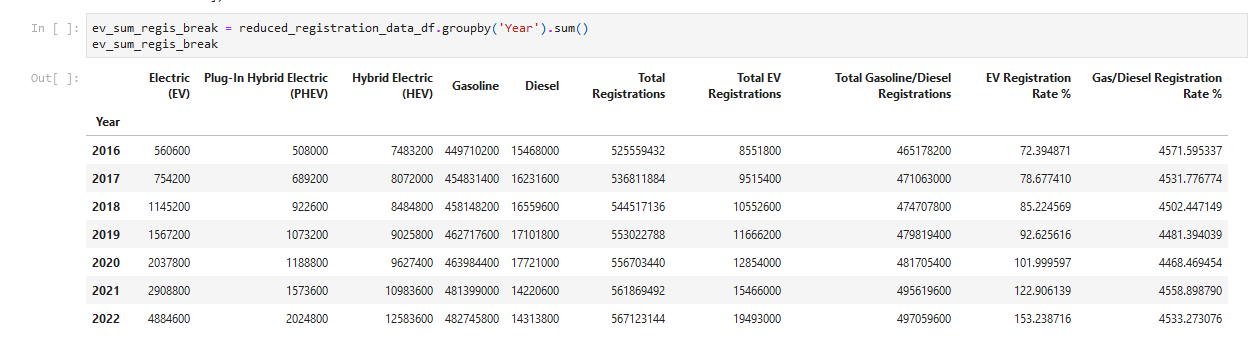 In [ ]: ev_sum_regis_break = reduced_registration_data_df.groupby('Year').sum()
ev_sum_regis_break
Out[ ]: Electric (EV) Plug-In Hybrid Electric (PHEV) Hybrid Electric (HEV) Gasoline Diesel Total Registrations Total EV Registrations Total Gasoline/Diesel Registrations EV Registration Rate % Gas/Diesel Registration Rate %
Year
2016 560600 508000 7483200 449710200 15468000 525559432 8551800 465178200 72.394871 4571.595337
2017 754200 689200 8072000 454831400 16231600 536811884 9515400 471063000 78.677410 4531.776774
2018 1145200 922600 8484800 458148200 16559600 544517136 10552600 474707800 85.224569 4502.447149
2019 1567200 1073200 9025800 462717600 17101800 553022788 11666200 479819400 92.625616 4481.394039
2020 2037800 1188800 9627400 463984400 17721000 556703440 12854000 481705400 101.999597 4468.469454
2021 2908800 1573600 10983600 481399000 14220600 561869492 15466000 495619600 122.906139 4558.898790
2022 4884600 2024800 12583600 482745800 14313800 567123144 19493000 497059600 153.238716 4533.273076